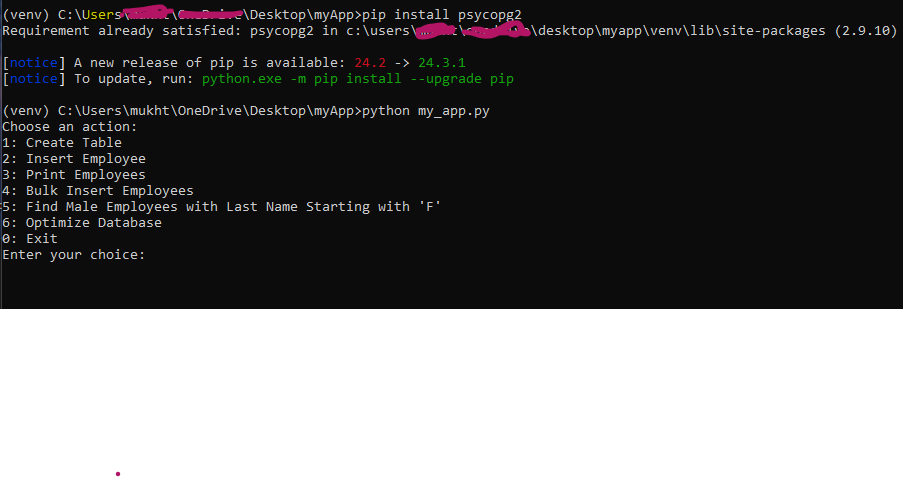 (venv) C:\Users\ \OneDrive\Desktop\myApp>pip install psycopg2
Requirement already satisfied: psycopg2 in c:\users\ \desktop\myapp\venv\lib\site-packages (2.9.10)
[notice] A new release of pip is available: 24.2 -> 24.3.1
[notice] To update, run: python.exe -m pip install --upgrade pip
(venv) C:\Users\mukht\OneDrive\Desktop\myApp>python my_app.py
Choose an action:
1: Create Table
2: Insert Employee
3: Print Employees
4: Bulk Insert Employees
5: Find Male Employees with Last Name Starting with 'F'
6: Optimize Database
0: Exit
Enter your choice: